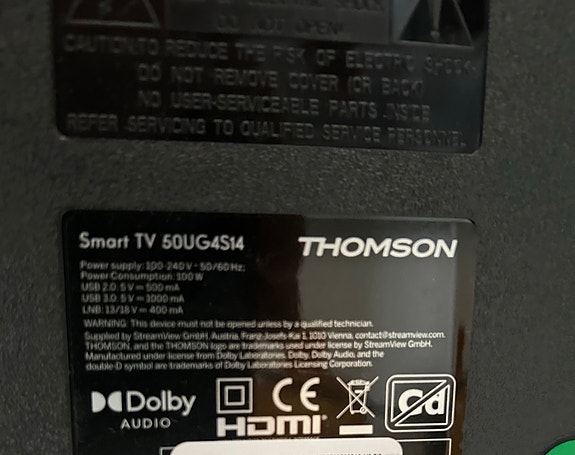 DO NOT OPEN!
CAUTION:TO REDUCE THE RISK OF ELECTRIC SHOCK,
DO NOT REMOVE COVER (OR BACK)
NO USER-SERVICEABLE PARTS INSIDE
REFER SERVICING TO QUALIFIED SERVICE PERSONNEL
Smart TV 50UG4S14 THOMSON
Power supply: 100-240 V ~ 50/60 Hz;
Power Consumption: 100 W
USB 2.0: 5 V ⎓ 500 mA
USB 3.0: 5 V ⎓ 1000 mA
LNB: 13/18 V ⎓ 400 mA
WARNING: This device must not be opened unless by a qualified technician.
Supplied by StreamView GmbH, Austria, Franz-Josefs-Kai 1, 1010 Vienna, contact@streamview.com.
THOMSON, and the THOMSON logo are trademarks used under license by StreamView GmbH.
Manufactured under license from Dolby Laboratories. Dolby, Dolby Audio, and the
double-D symbol are trademarks of Dolby Laboratories Licensing Corporation.
Dolby CE Cd
AUDIO HDMI